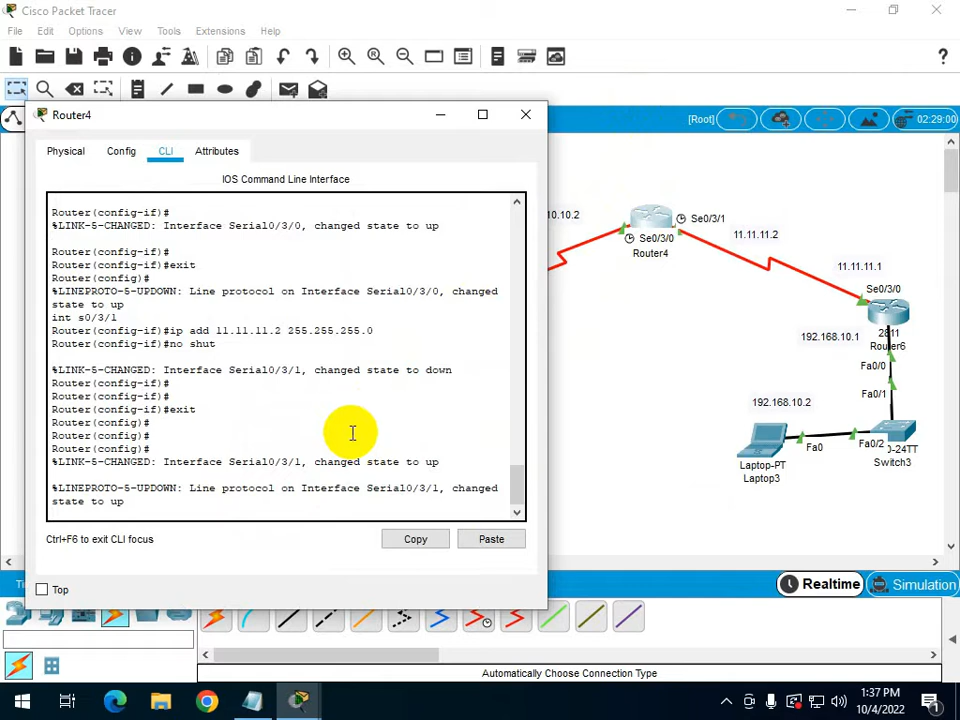 Cisco Packet Tracer
File Edit Options View Tools Extensions Help
[Root]
02:29:00
Router4
Physical Config CLI Attributes
IOS Command Line Interface
Router(config-if)#
%LINK-5-CHANGED: Interface Serial0/3/0, changed state to up
Router(config-if)#
Router(config-if)#exit
Router(config)#
%LINEPROTO-5-UPDOWN: Line protocol on Interface Serial0/3/0, changed
state to up
int s0/3/1
Router(config-if)#ip add 11.11.11.2 255.255.255.0
Router(config-if)#no shut
%LINK-5-CHANGED: Interface Serial0/3/1, changed state to down
Router(config-if)#
Router(config-if)#
Router(config-if)#exit
Router(config)#
Router(config)#
Router(config)#
%LINK-5-CHANGED: Interface Serial0/3/1, changed state to up
%LINEPROTO-5-UPDOWN: Line protocol on Interface Serial0/3/1, changed
state to up
Ctrl+F6 to exit CLI focus
Copy
Paste
Top
10.10.2
Se0/3/1
Se0/3/0
Router4
11.11.11.2
11.11.11.1
Se0/3/0
192.168.10.1
2811
Router6
Fa0/0
Fa0/1
192.168.10.2
Fa0
Fa0/2
0-24TT
Switch3
Laptop-PT
Laptop3
Realtime
Simulation
Automatically Choose Connection Type
1:37 PM
10/4/2022
1